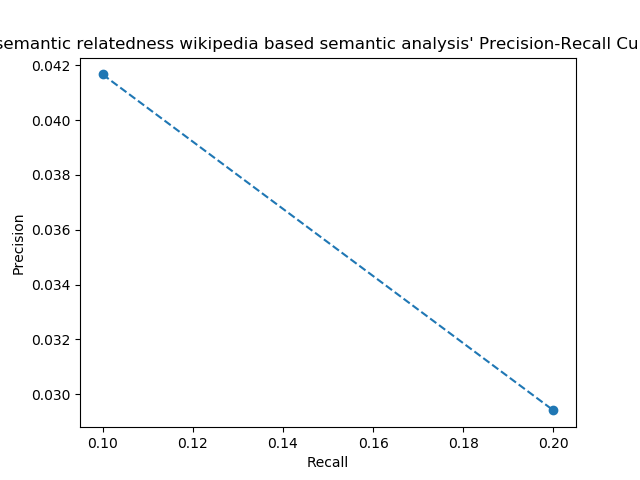 semantic relatedness wikipedia based semantic analysis' Precision-Recall Cu
0.042
0.040
0.038
0.036
0.034
0.032
0.030
Precision
0.10 0.12 0.14 0.16 0.18 0.20
Recall